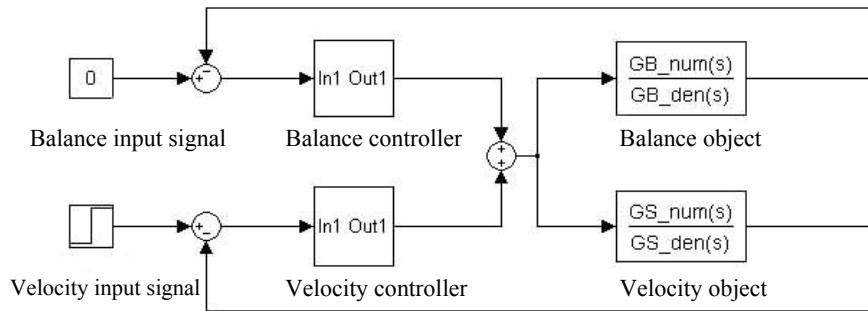 −
0
+
In1 Out1
GB_num(s)
GB_den(s)
Balance input signal
Balance controller
+
+
Balance object
+
−
In1 Out1
GS_num(s)
GS_den(s)
Velocity input signal
Velocity controller
Velocity object